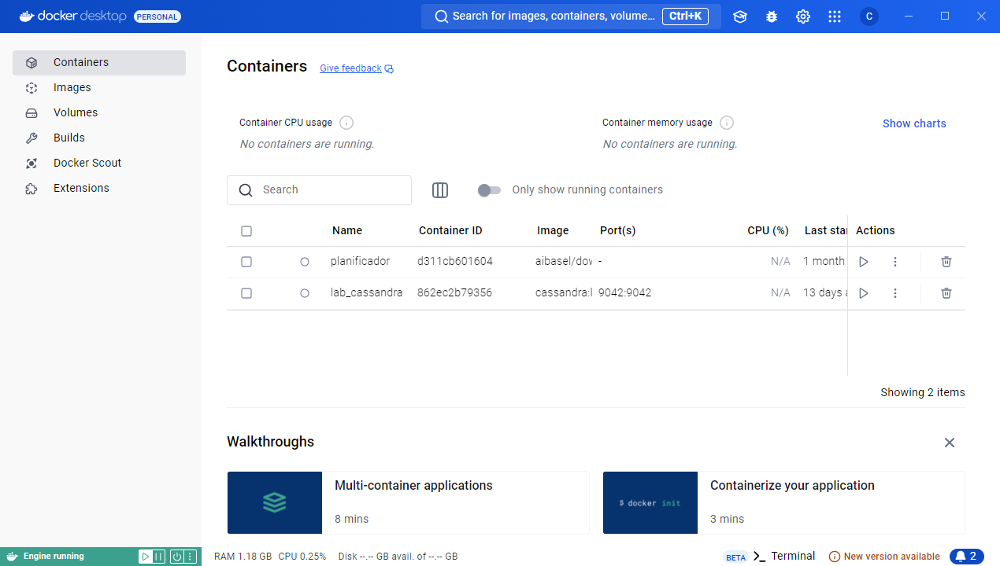 docker desktop PERSONAL Search for images, containers, volume... Ctrl+K C
Containers
Images
Volumes
Builds
Docker Scout
Extensions
Containers Give feedback
Container CPU usage
No containers are running.
Container memory usage
No containers are running.
Show charts
Search
Only show running containers
Name Container ID Image Port(s) CPU (%) Last star Actions
planificador d311cb601604 aibasel/dov - N/A 1 month
lab_cassandra 862ec2b79356 cassandra:l 9042:9042 N/A 13 days a
Showing 2 items
Walkthroughs
Multi-container applications
8 mins
$ docker init
Containerize your application
3 mins
Engine running RAM 1.18 GB CPU 0.25% Disk --.-- GB avail. of --.-- GB BETA Terminal New version available 2